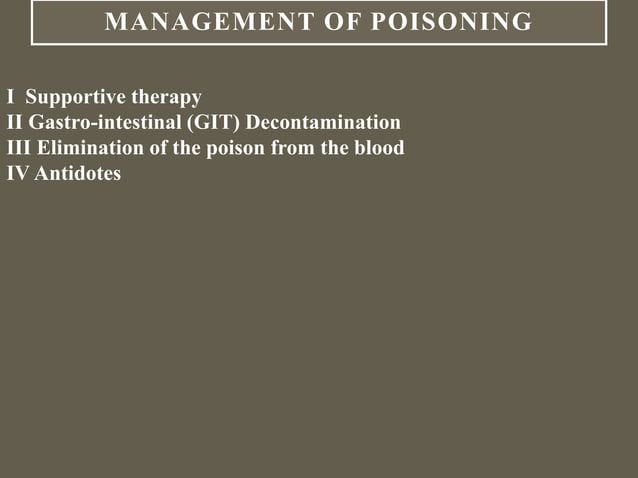 MANAGEMENT OF POISONING
I Supportive therapy
II Gastro-intestinal (GIT) Decontamination
III Elimination of the poison from the blood
IV Antidotes